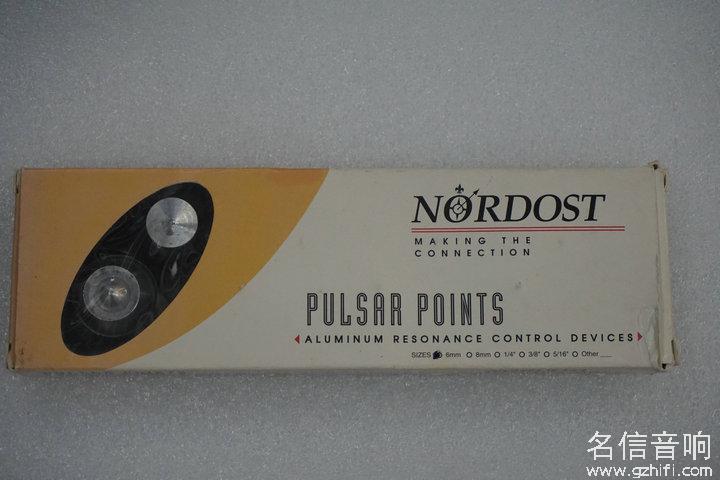 NORDOST
MAKING THE
CONNECTION
PULSAR POINTS
ALUMINUM RESONANCE CONTROL DEVICES
SIZES 6mm O 8mm O 1/4" O 3/8" O 5/16" O Other ___
名信音响
www.gzhifi.com